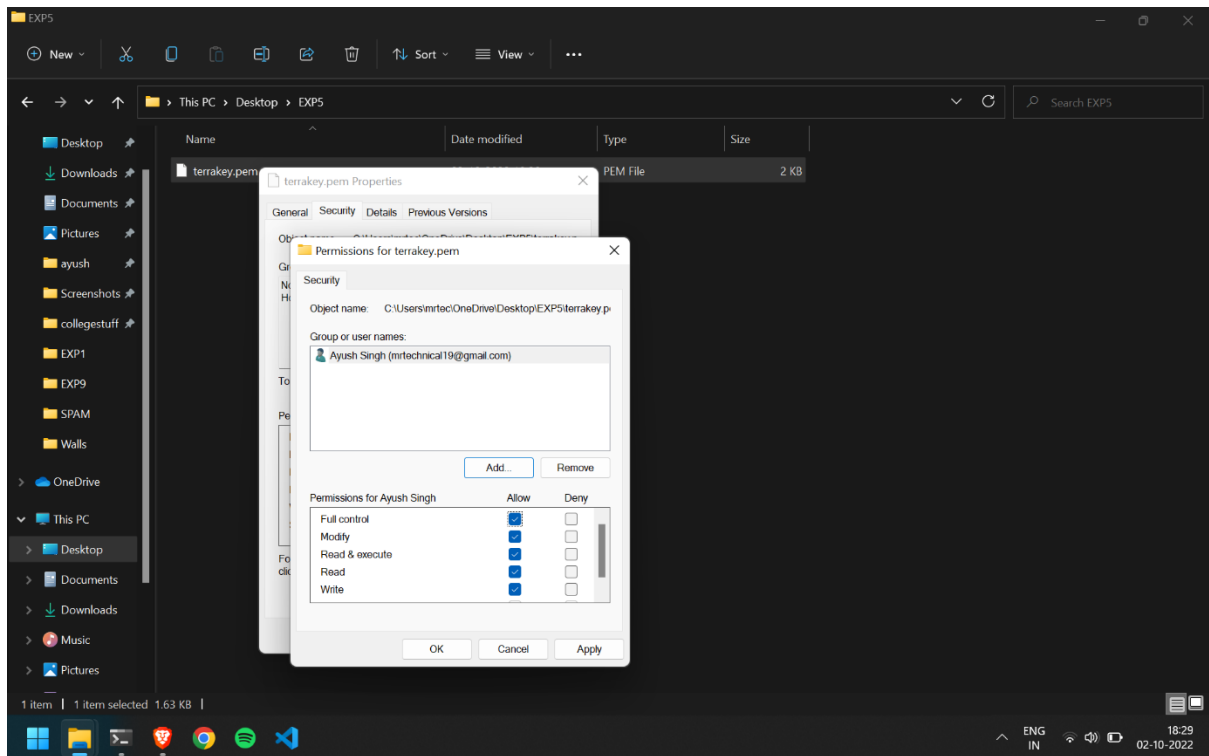 EXP5
New
Sort
View
This PC > Desktop > EXP5
Search EXP5
Name
Date modified
Type
Size
terrakey.pem
PEM File
2 KB
Desktop
Downloads
Documents
Pictures
ayush
Screenshots
collegestuff
EXP1
EXP9
SPAM
Walls
OneDrive
This PC
Desktop
Documents
Downloads
Music
Pictures
terrakey.pem Properties
General Security Details Previous Versions
Permissions for terrakey.pem
Security
Object name: C:\Users\mrtec\OneDrive\Desktop\EXP5\terrakey.p
Group or user names:
Ayush Singh (mrtechnical19@gmail.com)
Add...
Remove
Permissions for Ayush Singh Allow Deny
Full control
Modify
Read & execute
Read
Write
OK
Cancel
Apply
1 item | 1 item selected 1.63 KB |
ENG
IN
18:29
02-10-2022